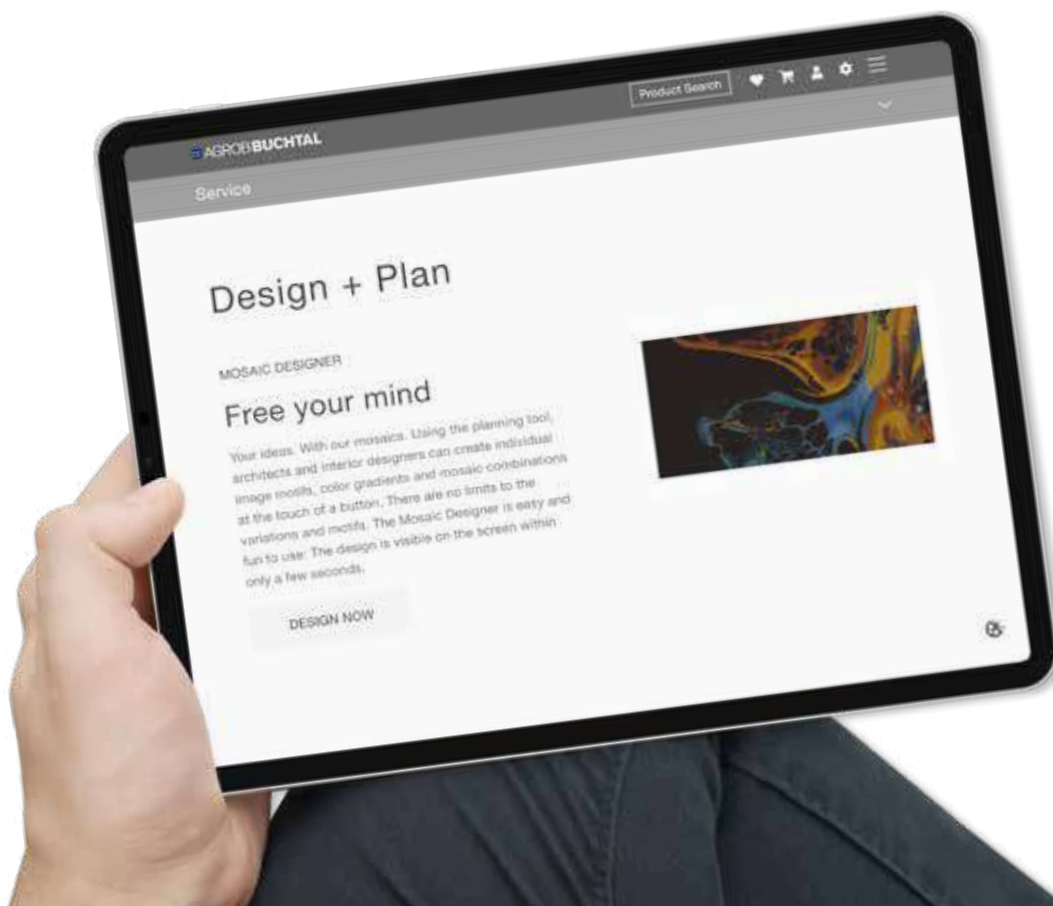 Product Search
AGROB BUCHTAL
Service
Design + Plan
MOSAIC DESIGNER
Free your mind
Your ideas. With our mosaics. Using the planning tool,
architects and interior designers can create individual
image motifs, color gradients and mosaic combinations
at the touch of a button. There are no limits to the
variations and motifs. The Mosaic Designer is easy and
fun to use: The design is visible on the screen within
only a few seconds.
DESIGN NOW